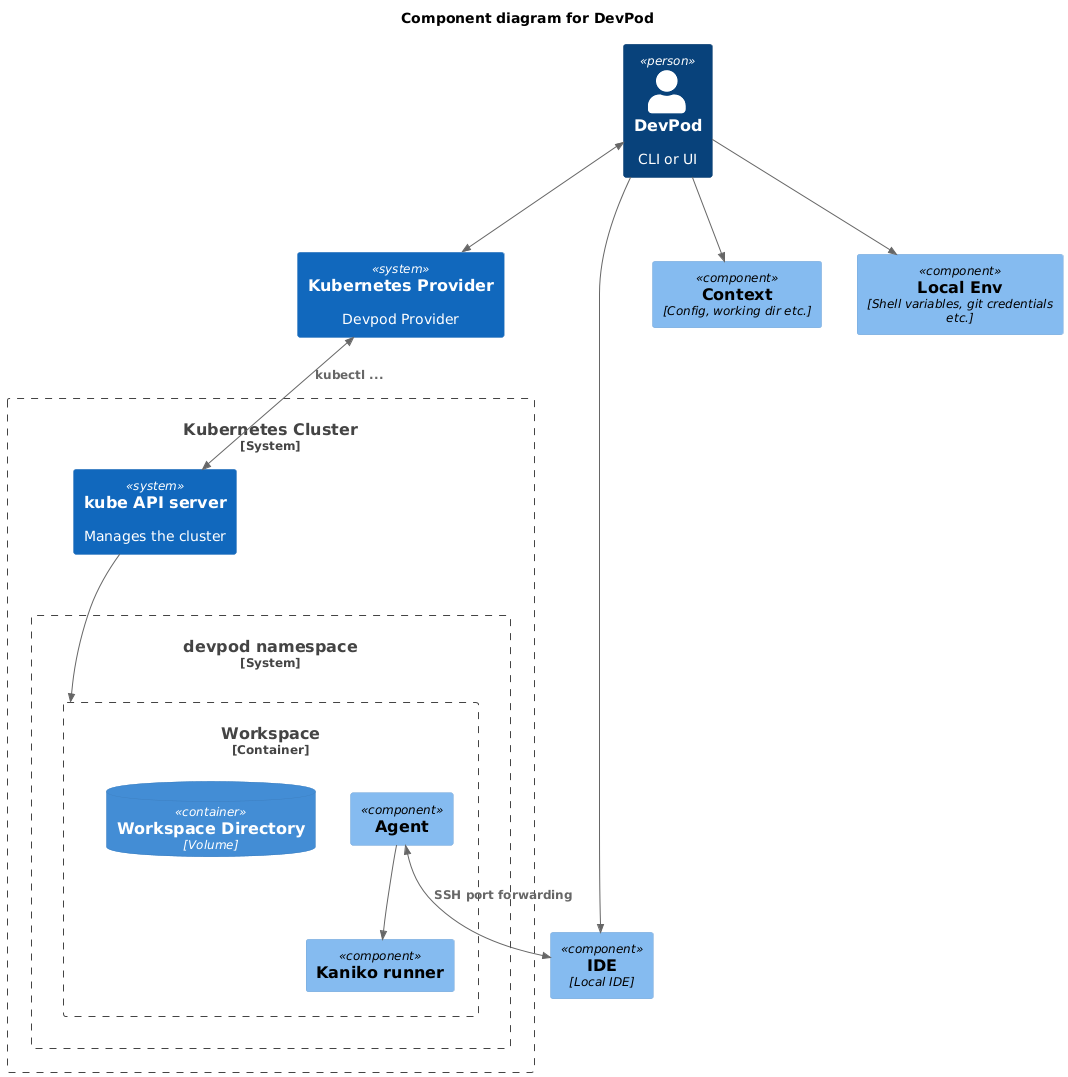 Component diagram for DevPod
«person»
DevPod
CLI or UI
«system»
Kubernetes Provider
Devpod Provider
«component»
Context
[Config, working dir etc.]
«component»
Local Env
[Shell variables, git credentials
etc.]
kubectl ...
Kubernetes Cluster
[System]
«system»
kube API server
Manages the cluster
devpod namespace
[System]
Workspace
[Container]
«container»
Workspace Directory
[Volume]
«component»
Agent
SSH port forwarding
«component»
Kaniko runner
«component»
IDE
[Local IDE]